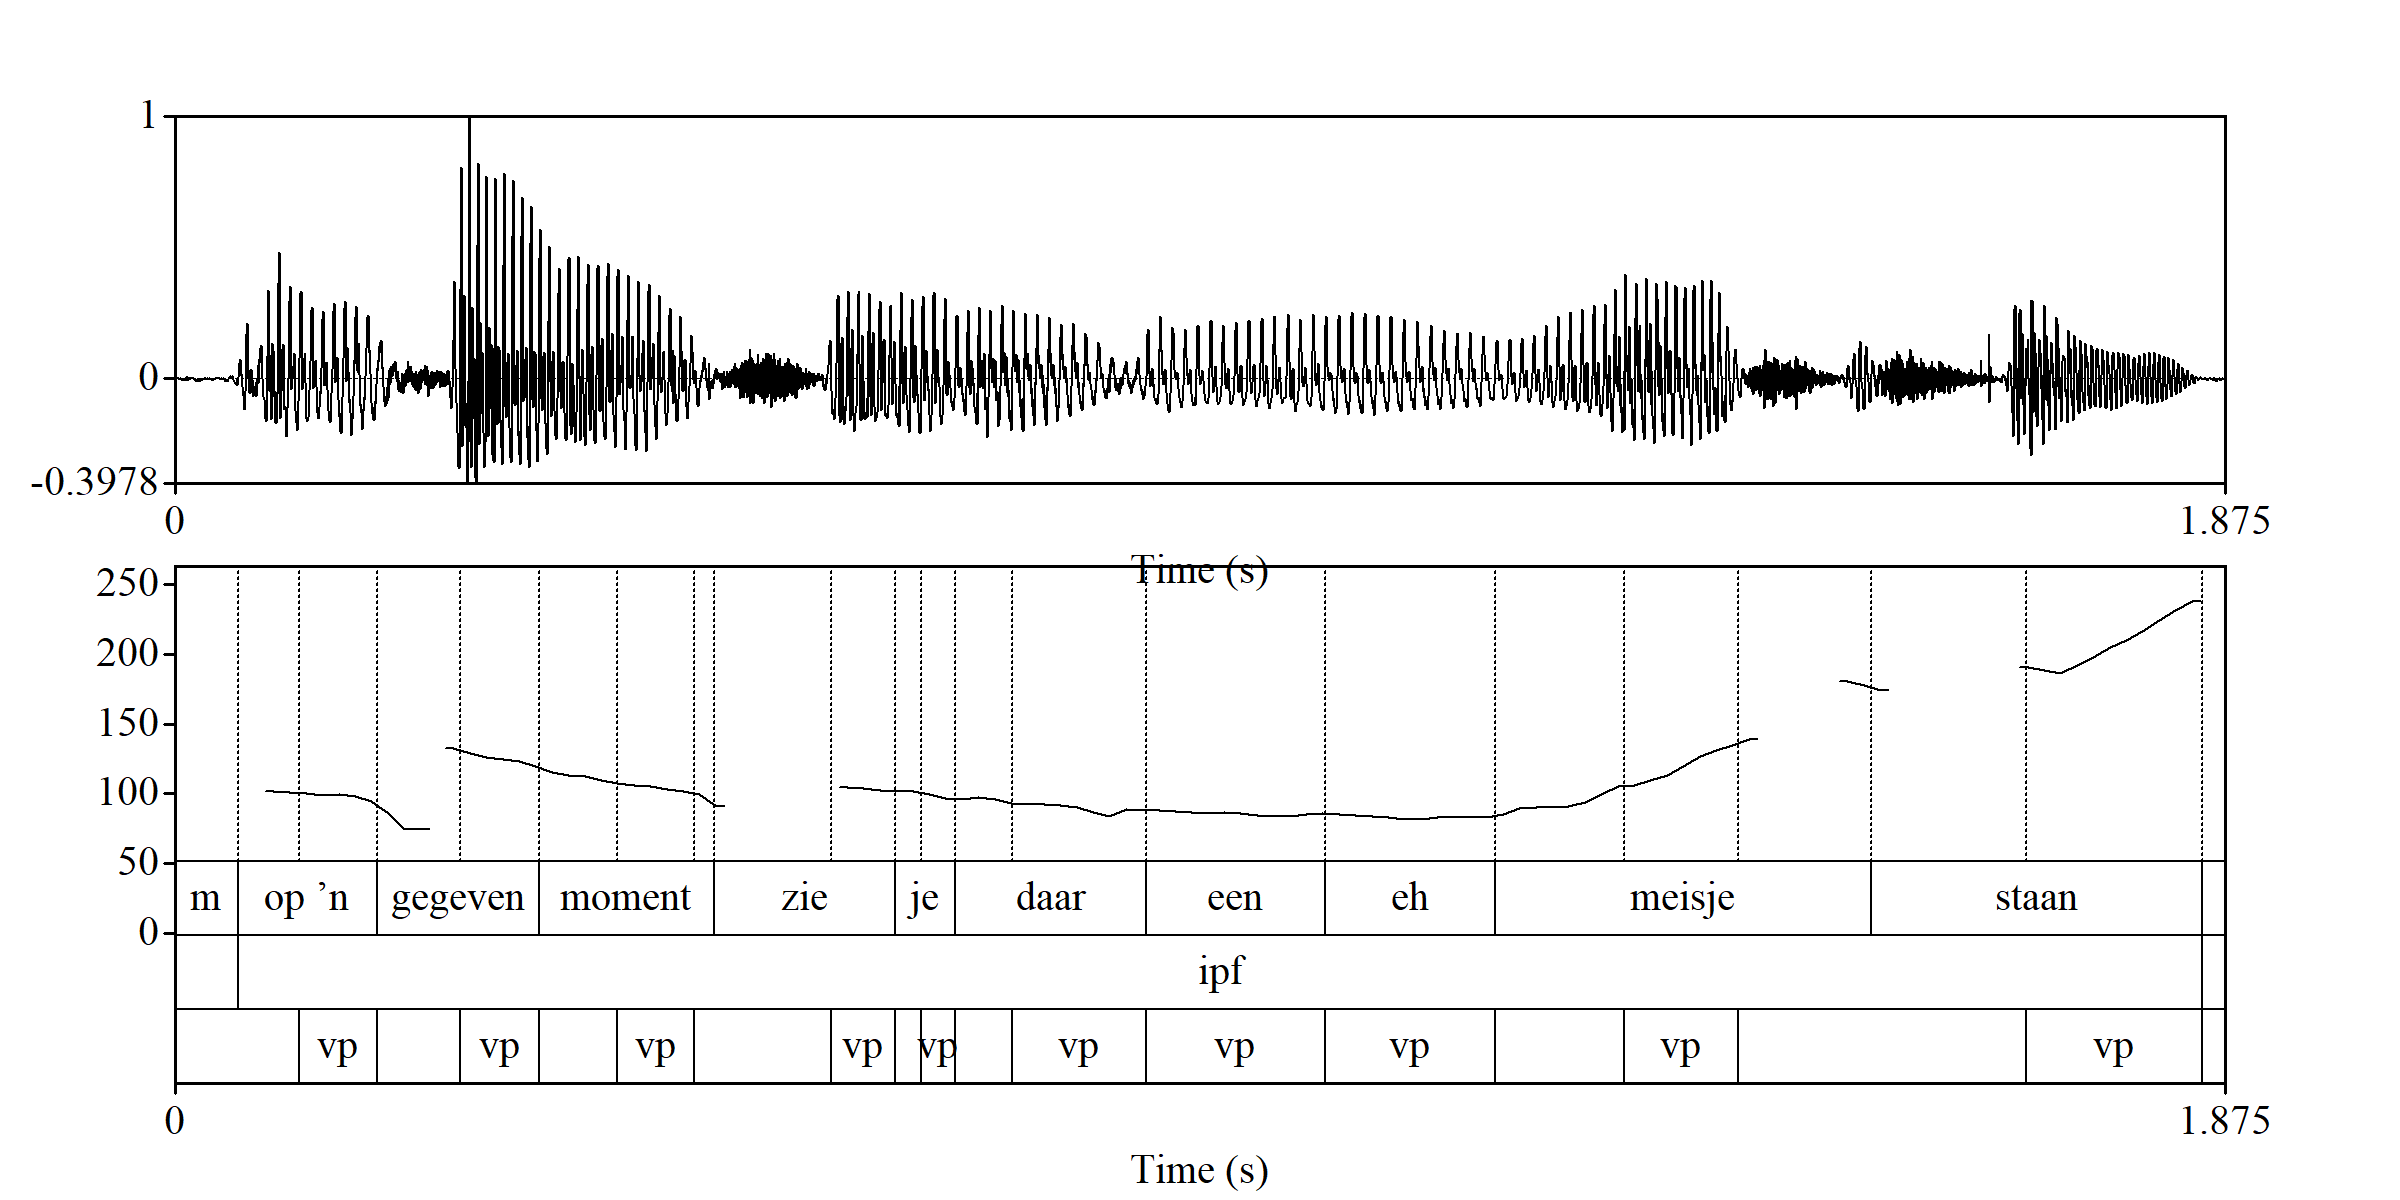 1
0
-0.3978
0 1.875
Time (s)
250
200
150
100
50
0
m op ’n gegeven moment zie je daar een eh meisje staan
ipf
vp vp vp vp vp vp vp vp vp vp
0 1.875
Time (s)